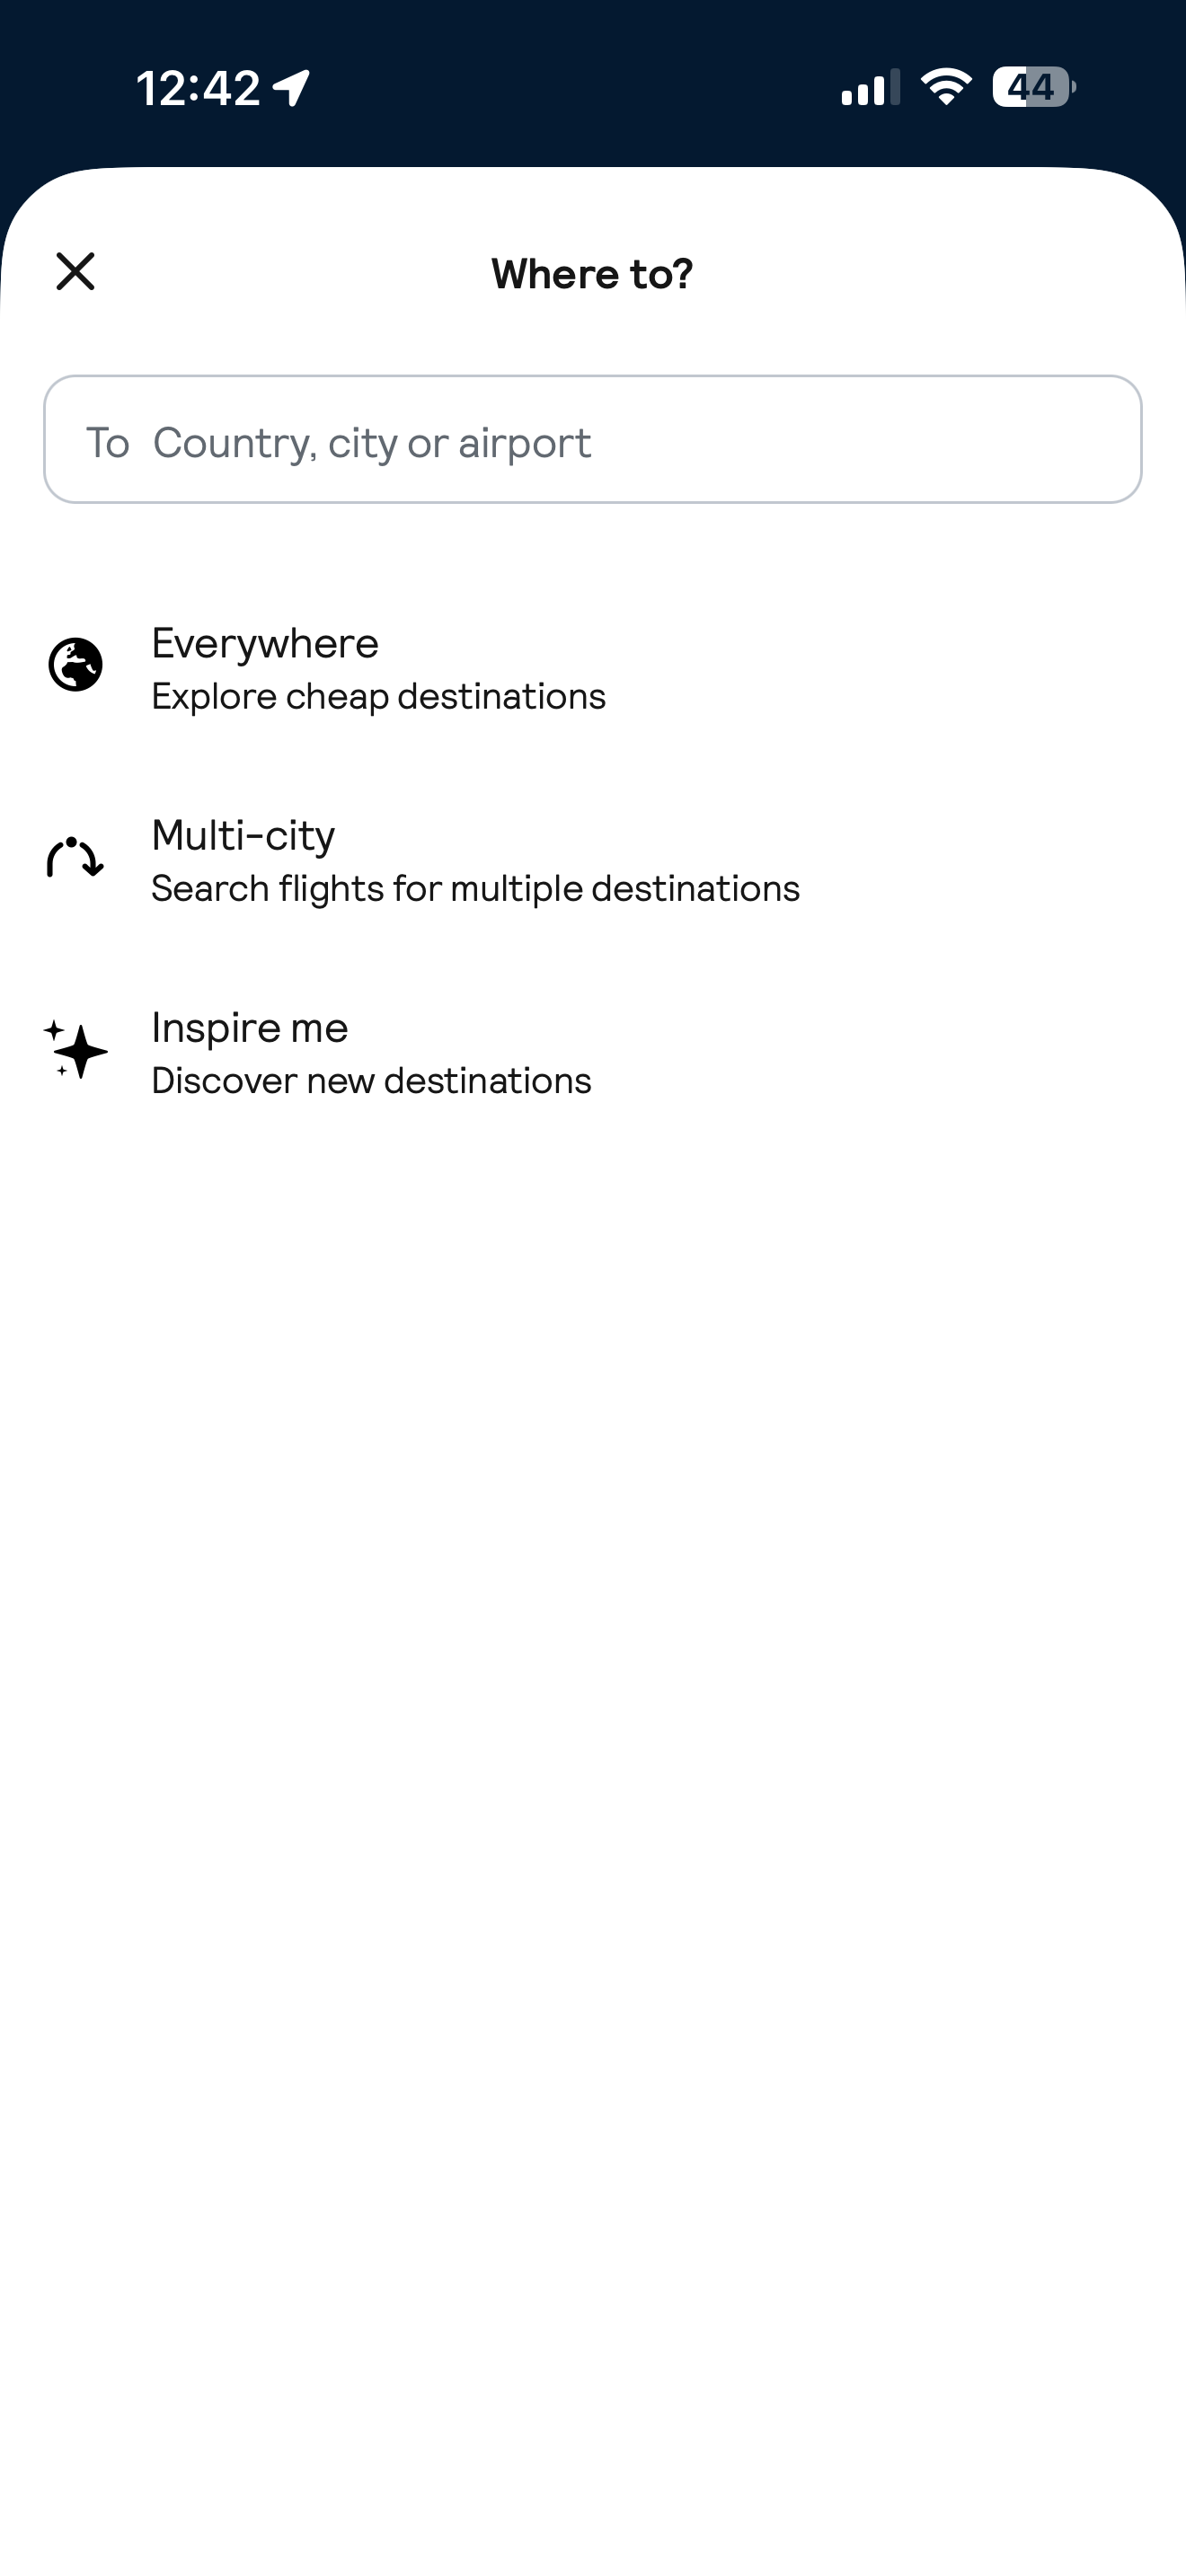 12:42
44
Where to?
To Country, city or airport
Everywhere
Explore cheap destinations
Multi-city
Search flights for multiple destinations
Inspire me
Discover new destinations